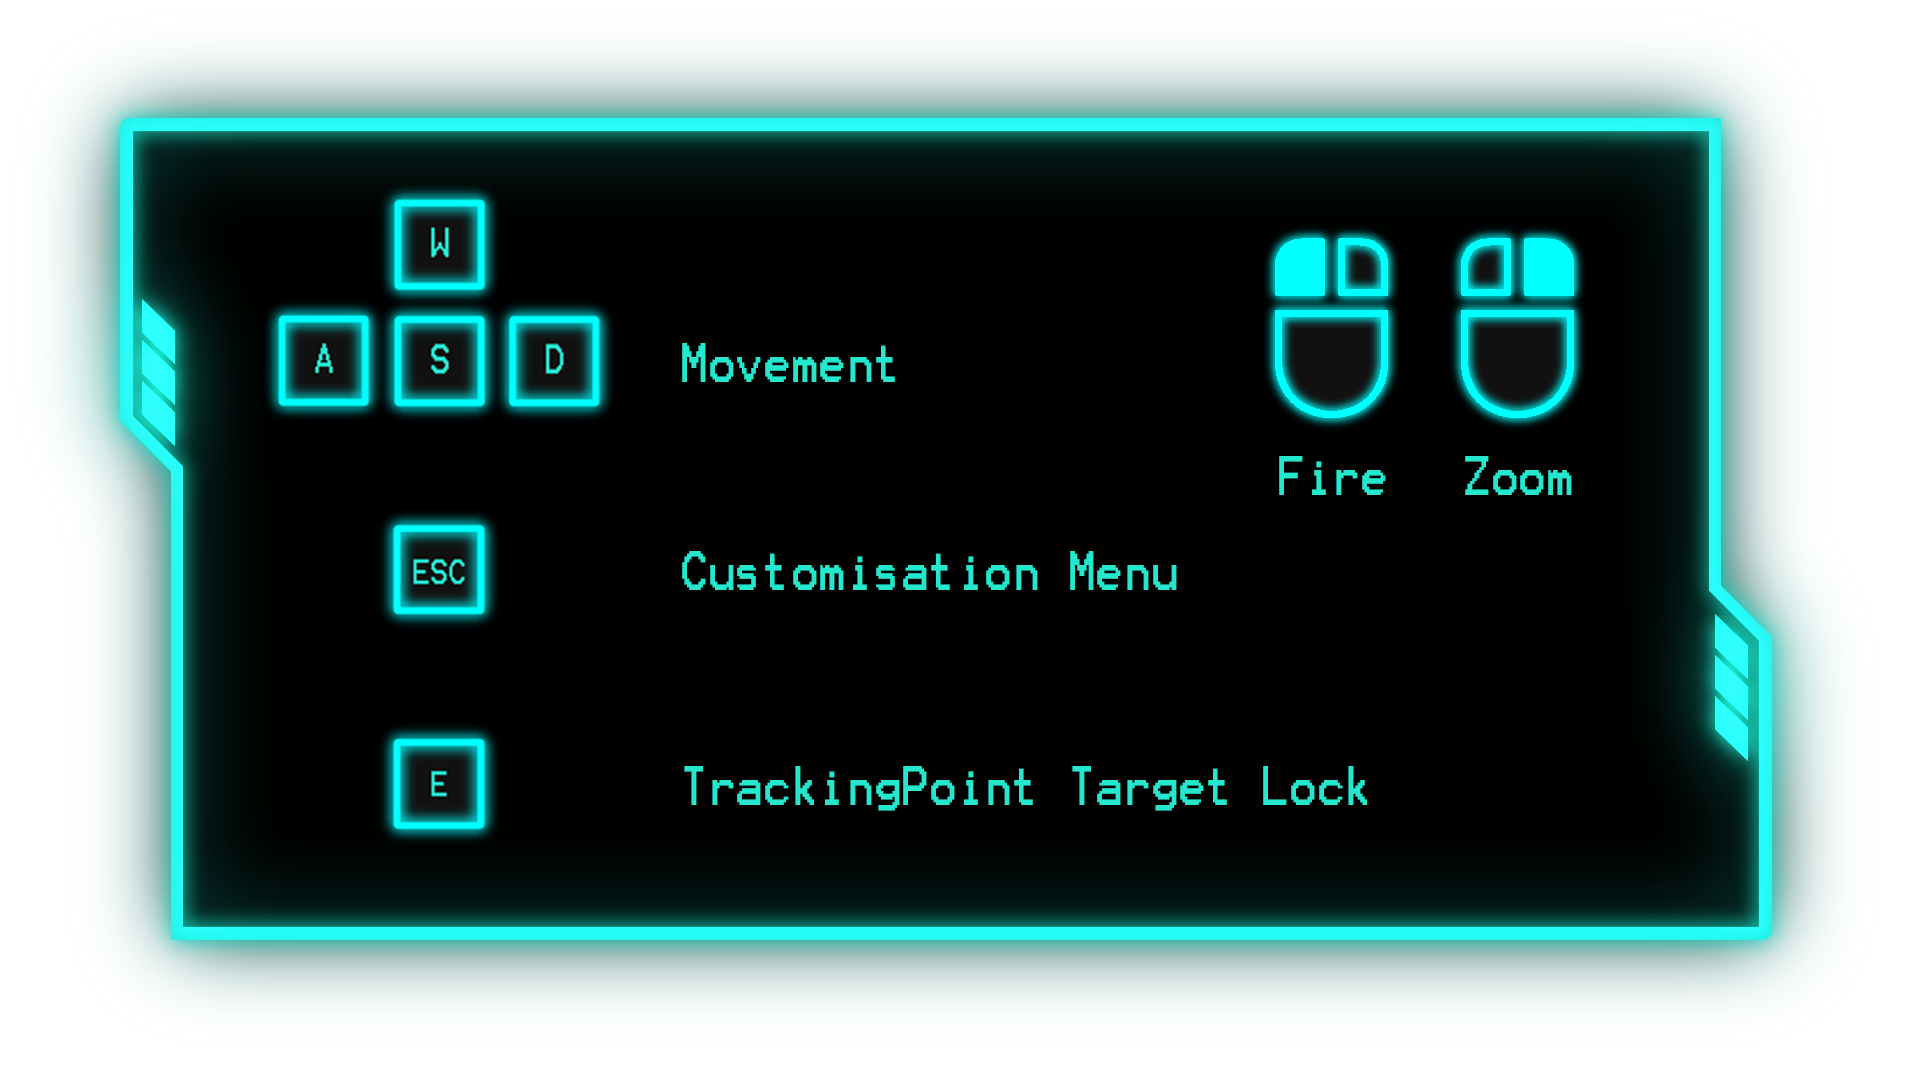 W
A S D Movement
Fire Zoom
ESC Customisation Menu
E TrackingPoint Target Lock